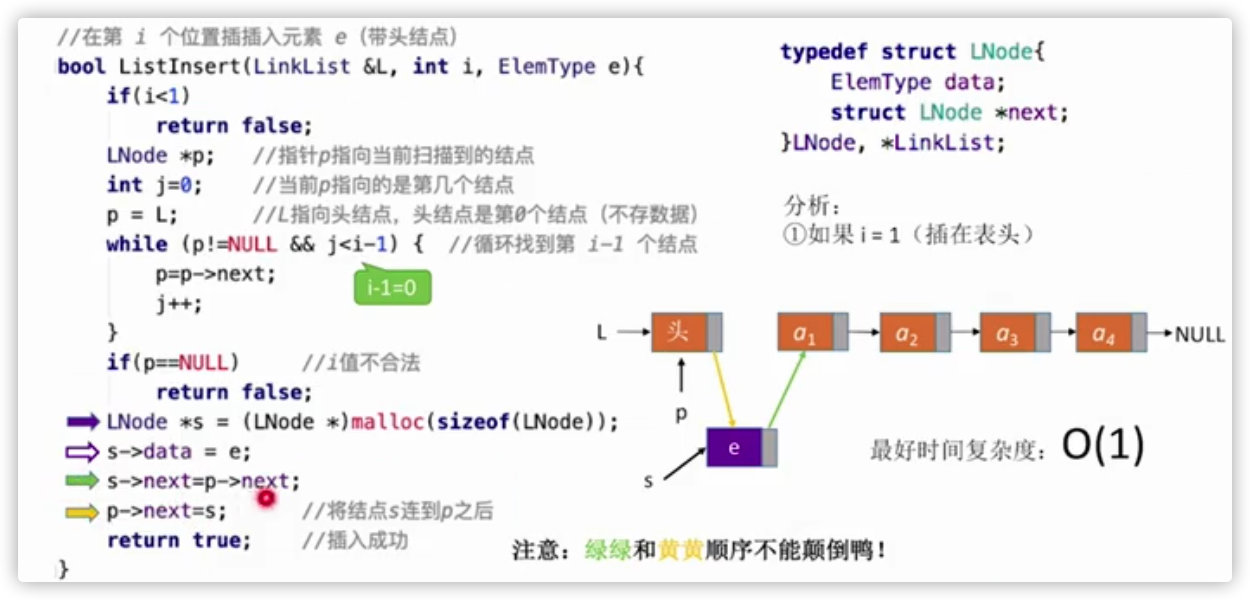 //在第 i 个位置插插入元素 e（带头结点）
bool ListInsert(LinkList &L, int i, ElemType e){
if(i<1)
return false;
LNode *p; //指针p指向当前扫描到的结点
int j=0; //当前p指向的是第几个结点
p = L; //L指向头结点，头结点是第0个结点（不存数据）
while (p!=NULL && j<i-1) { //循环找到第 i-1 个结点
p=p->next;
i-1=0
j++;
}
if(p==NULL) //i值不合法
return false;
LNode *s = (LNode *)malloc(sizeof(LNode));
s->data = e;
s->next=p->next;
p->next=s; //将结点s连到p之后
return true; //插入成功
}
typedef struct LNode{
ElemType data;
struct LNode *next;
}LNode, *LinkList;
分析：
①如果 i = 1（插在表头）
L 头 a1 a2 a3 a4 NULL
p
e
s
最好时间复杂度：O(1)
注意：绿绿和黄黄顺序不能颠倒鸭！